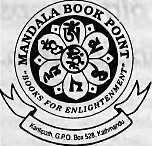 MANDALA BOOK POINT
"BOOKS FOR ENLIGHTENMENT"
Kantipath, G.P.O. Box 528, Kathmandu